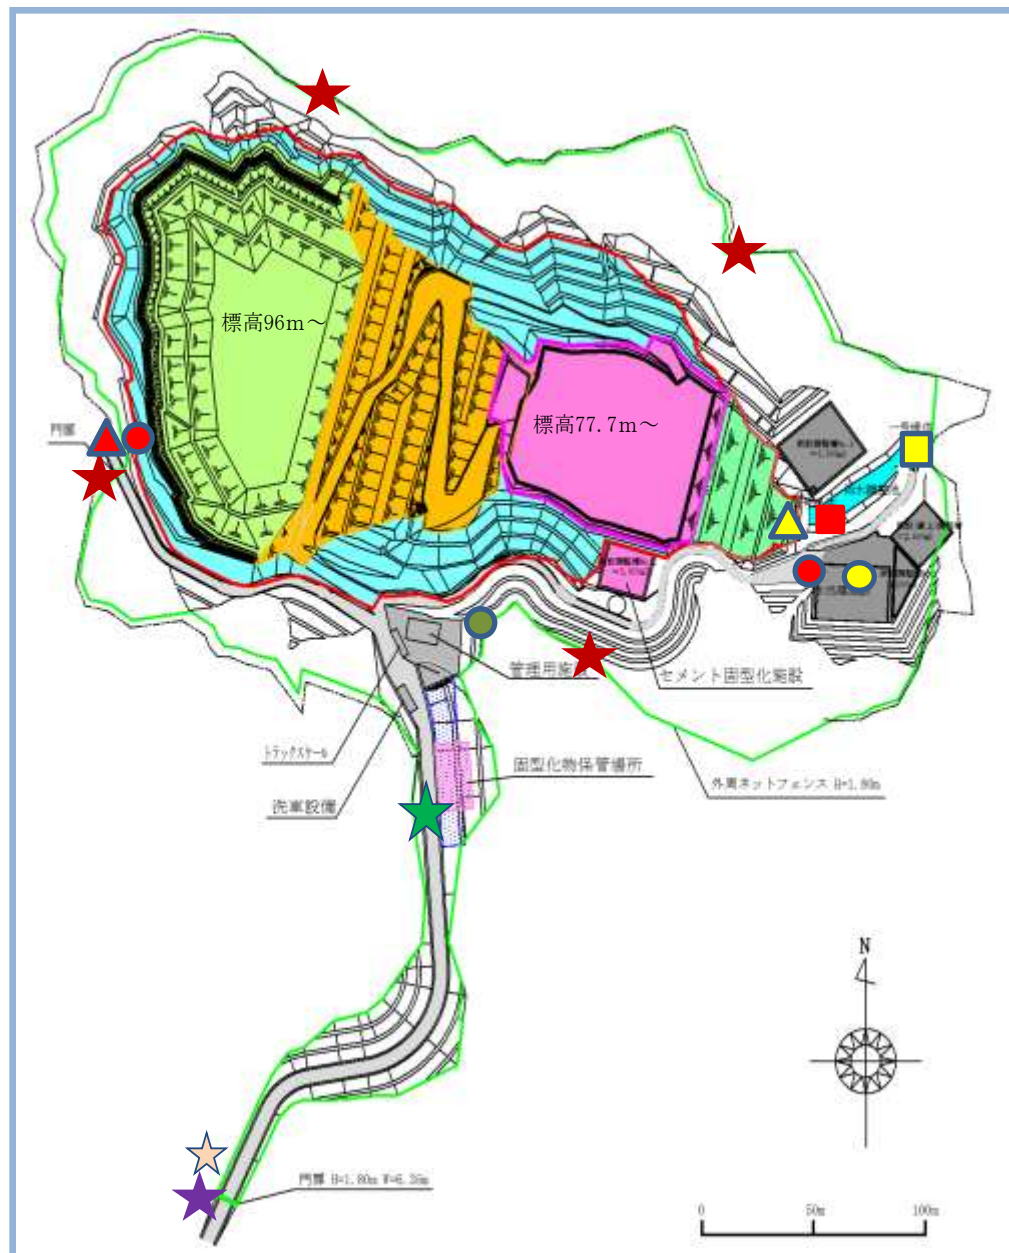 標高96m～
標高77.7m～
門扉
管理用施設
セメント固型化施設
トラックスケール
固型化物保管場所
外周ネットフェンス H=1.80m
洗車設備
N
門扉 H=1.80m W=6.26m
0 50m 100m